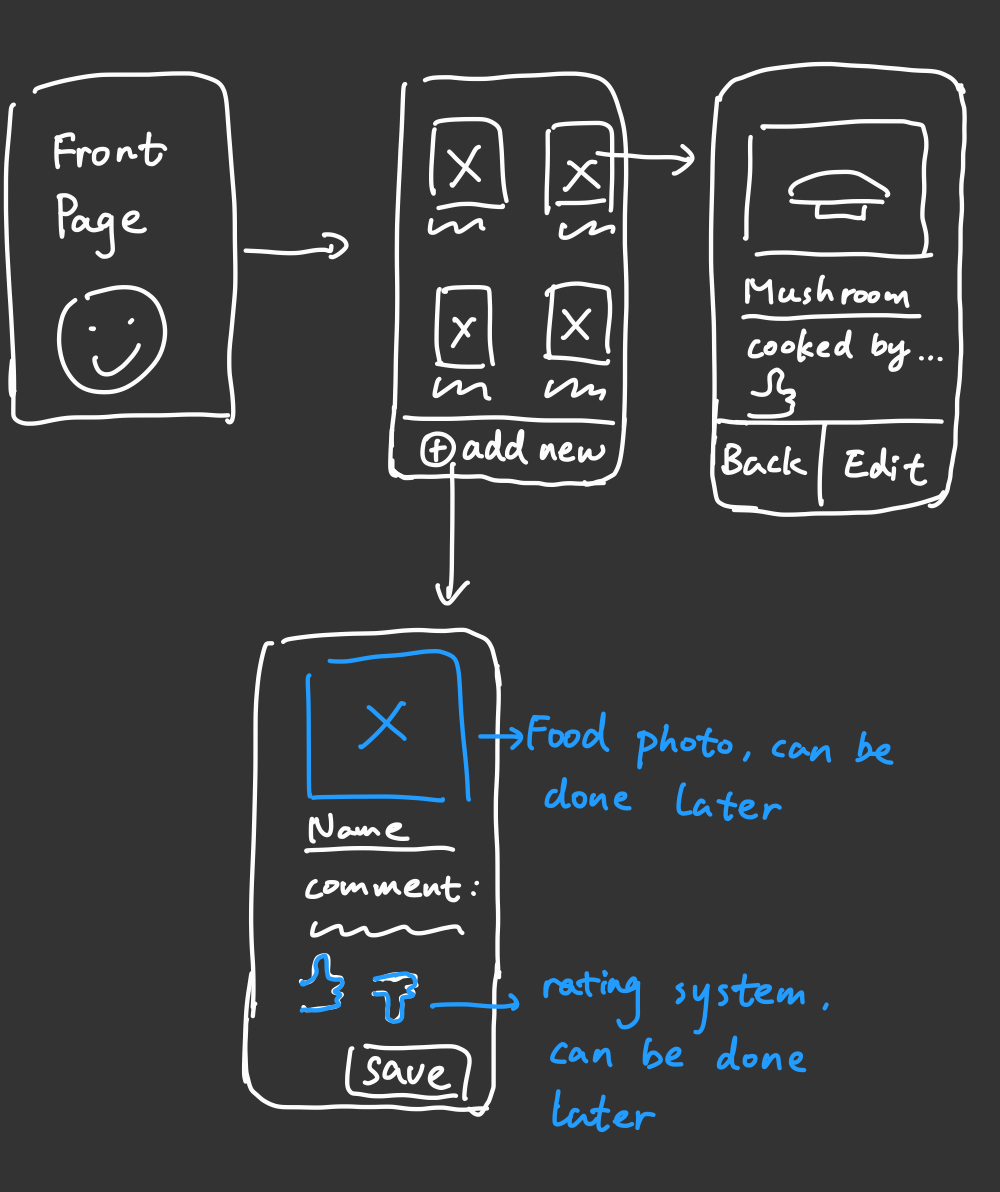 Front
Page
⊕ add new
Mushroom
cooked by...
Back
Edit
Name
comment:
save
Food photo, can be
done later
rating system.
can be done
later